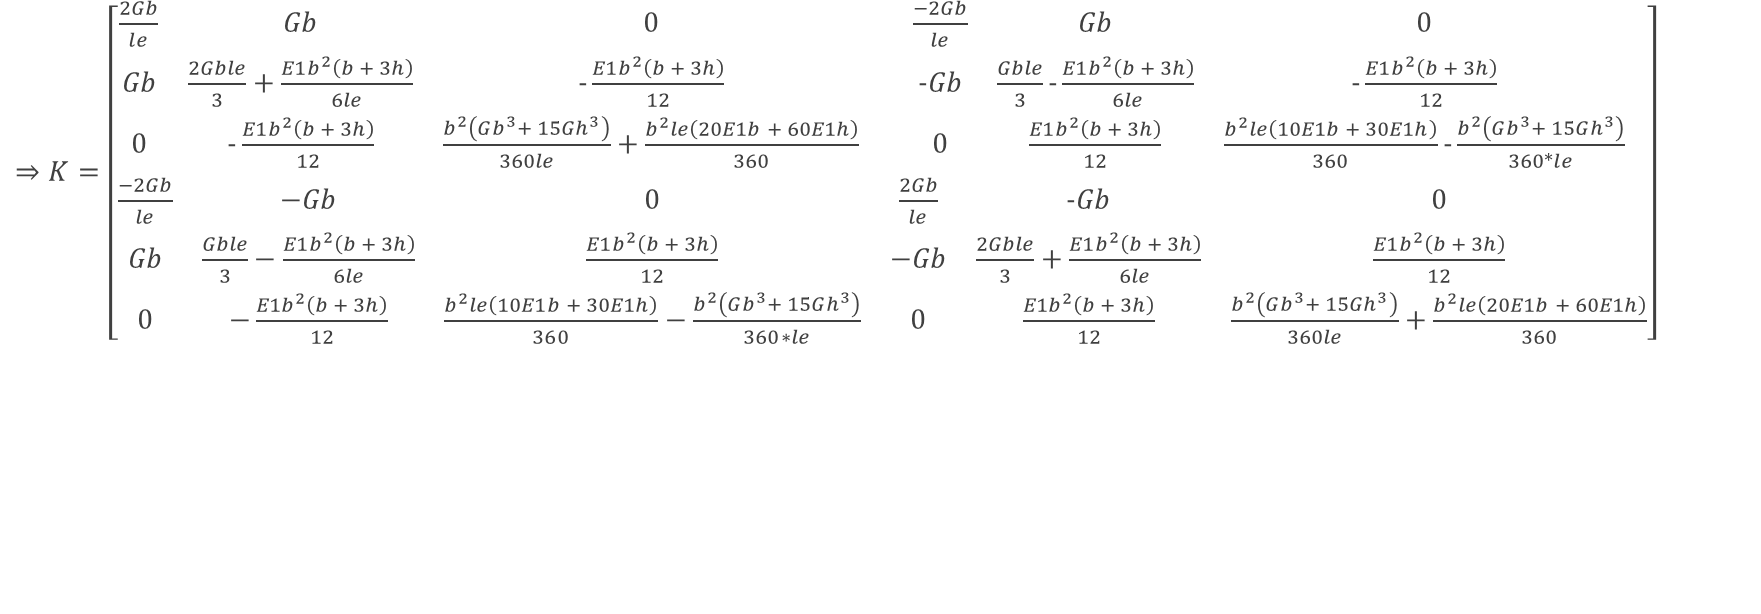 ⇒ K = [ 2Gb/le   Gb   0   −2Gb/le   Gb   0
Gb   2Gble/3 + E1b²(b + 3h)/6le   - E1b²(b + 3h)/12   -Gb   Gble/3 - E1b²(b + 3h)/6le   - E1b²(b + 3h)/12
0   - E1b²(b + 3h)/12   b²(Gb³+ 15Gh³)/360le + b²le(20E1b + 60E1h)/360   0   E1b²(b + 3h)/12   b²le(10E1b + 30E1h)/360 - b²(Gb³+ 15Gh³)/360*le
−2Gb/le   −Gb   0   2Gb/le   -Gb   0
Gb   Gble/3 − E1b²(b + 3h)/6le   E1b²(b + 3h)/12   −Gb   2Gble/3 + E1b²(b + 3h)/6le   E1b²(b + 3h)/12
0   − E1b²(b + 3h)/12   b²le(10E1b + 30E1h)/360 − b²(Gb³+ 15Gh³)/360∗le   0   E1b²(b + 3h)/12   b²(Gb³+ 15Gh³)/360le + b²le(20E1b + 60E1h)/360 ]